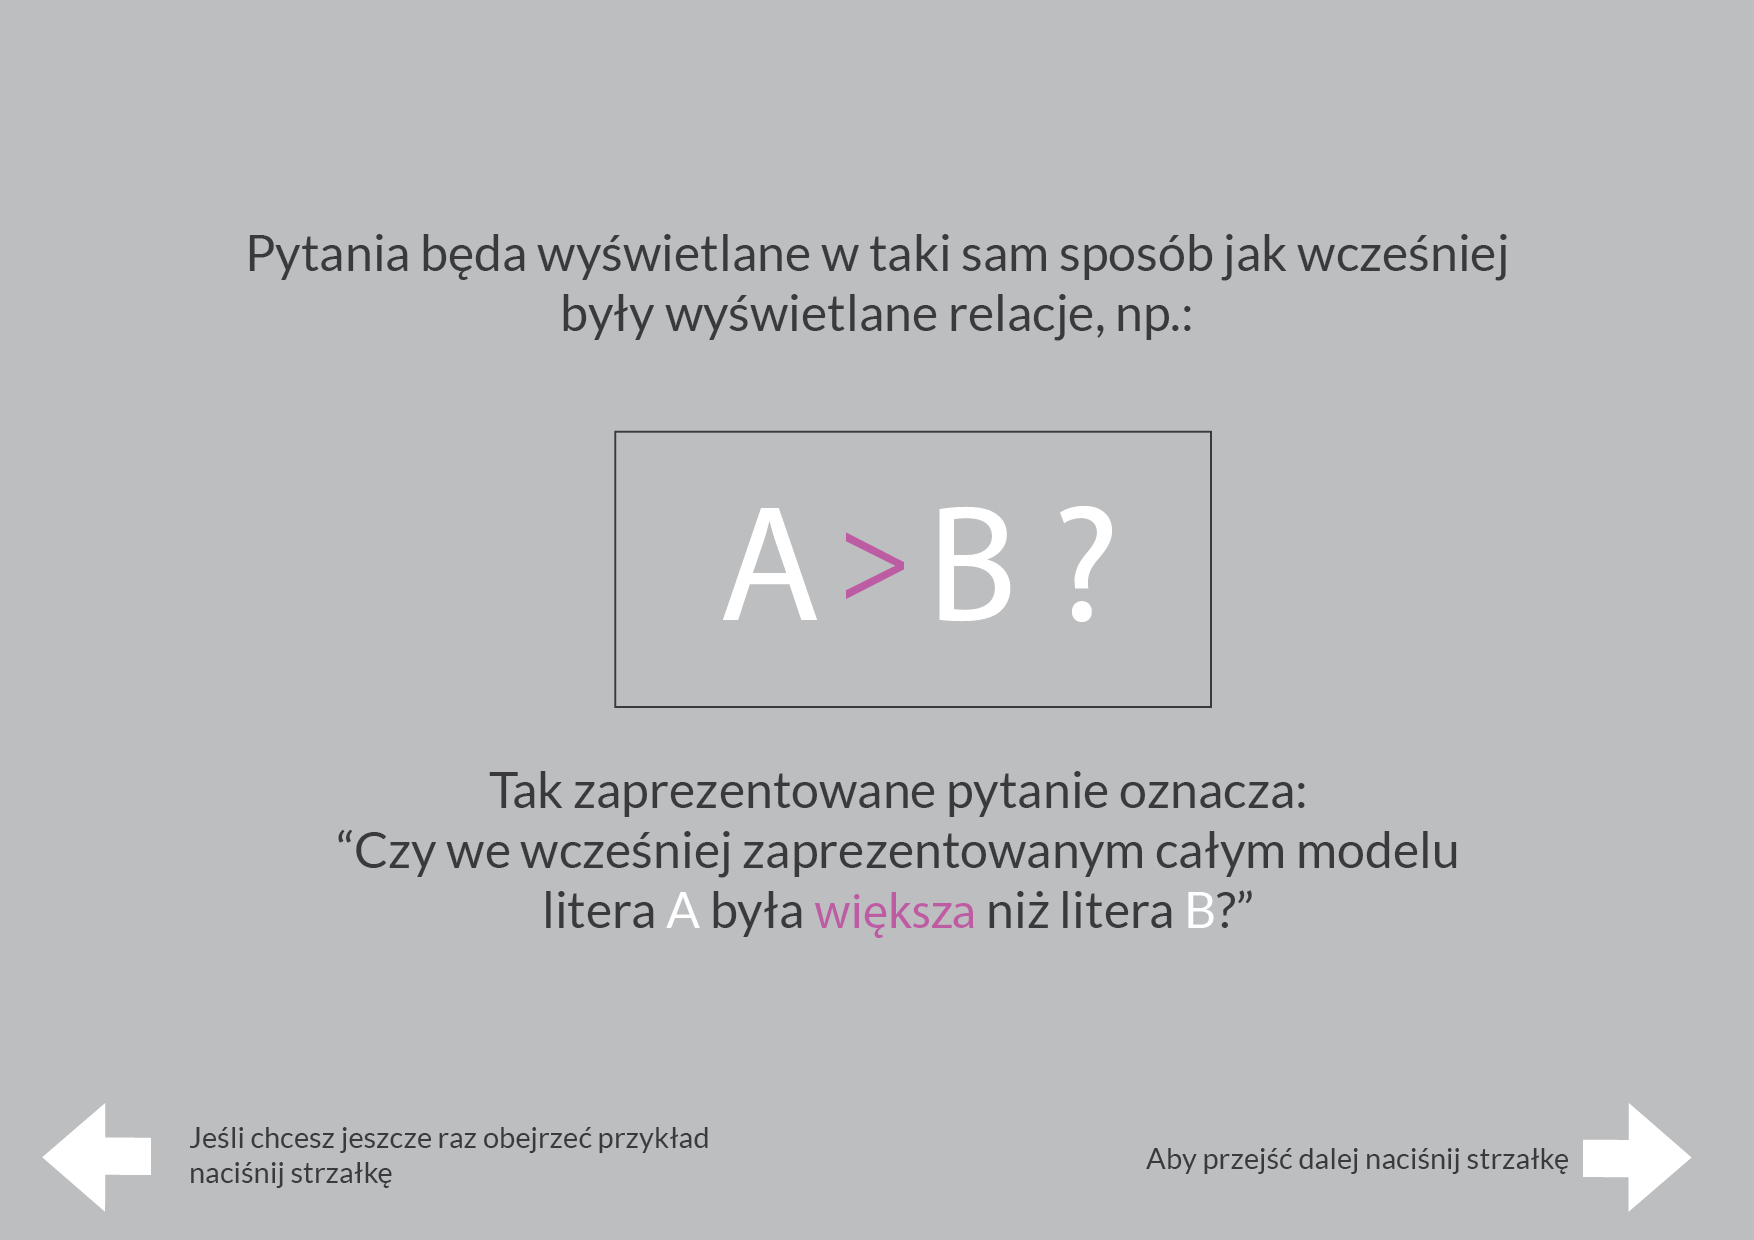 Pytania będa wyświetlane w taki sam sposób jak wcześniej
były wyświetlane relacje, np.:
A > B ?
Tak zaprezentowane pytanie oznacza:
“Czy we wcześniej zaprezentowanym całym modelu
litera A była większa niż litera B?”
Jeśli chcesz jeszcze raz obejrzeć przykład
naciśnij strzałkę
Aby przejść dalej naciśnij strzałkę